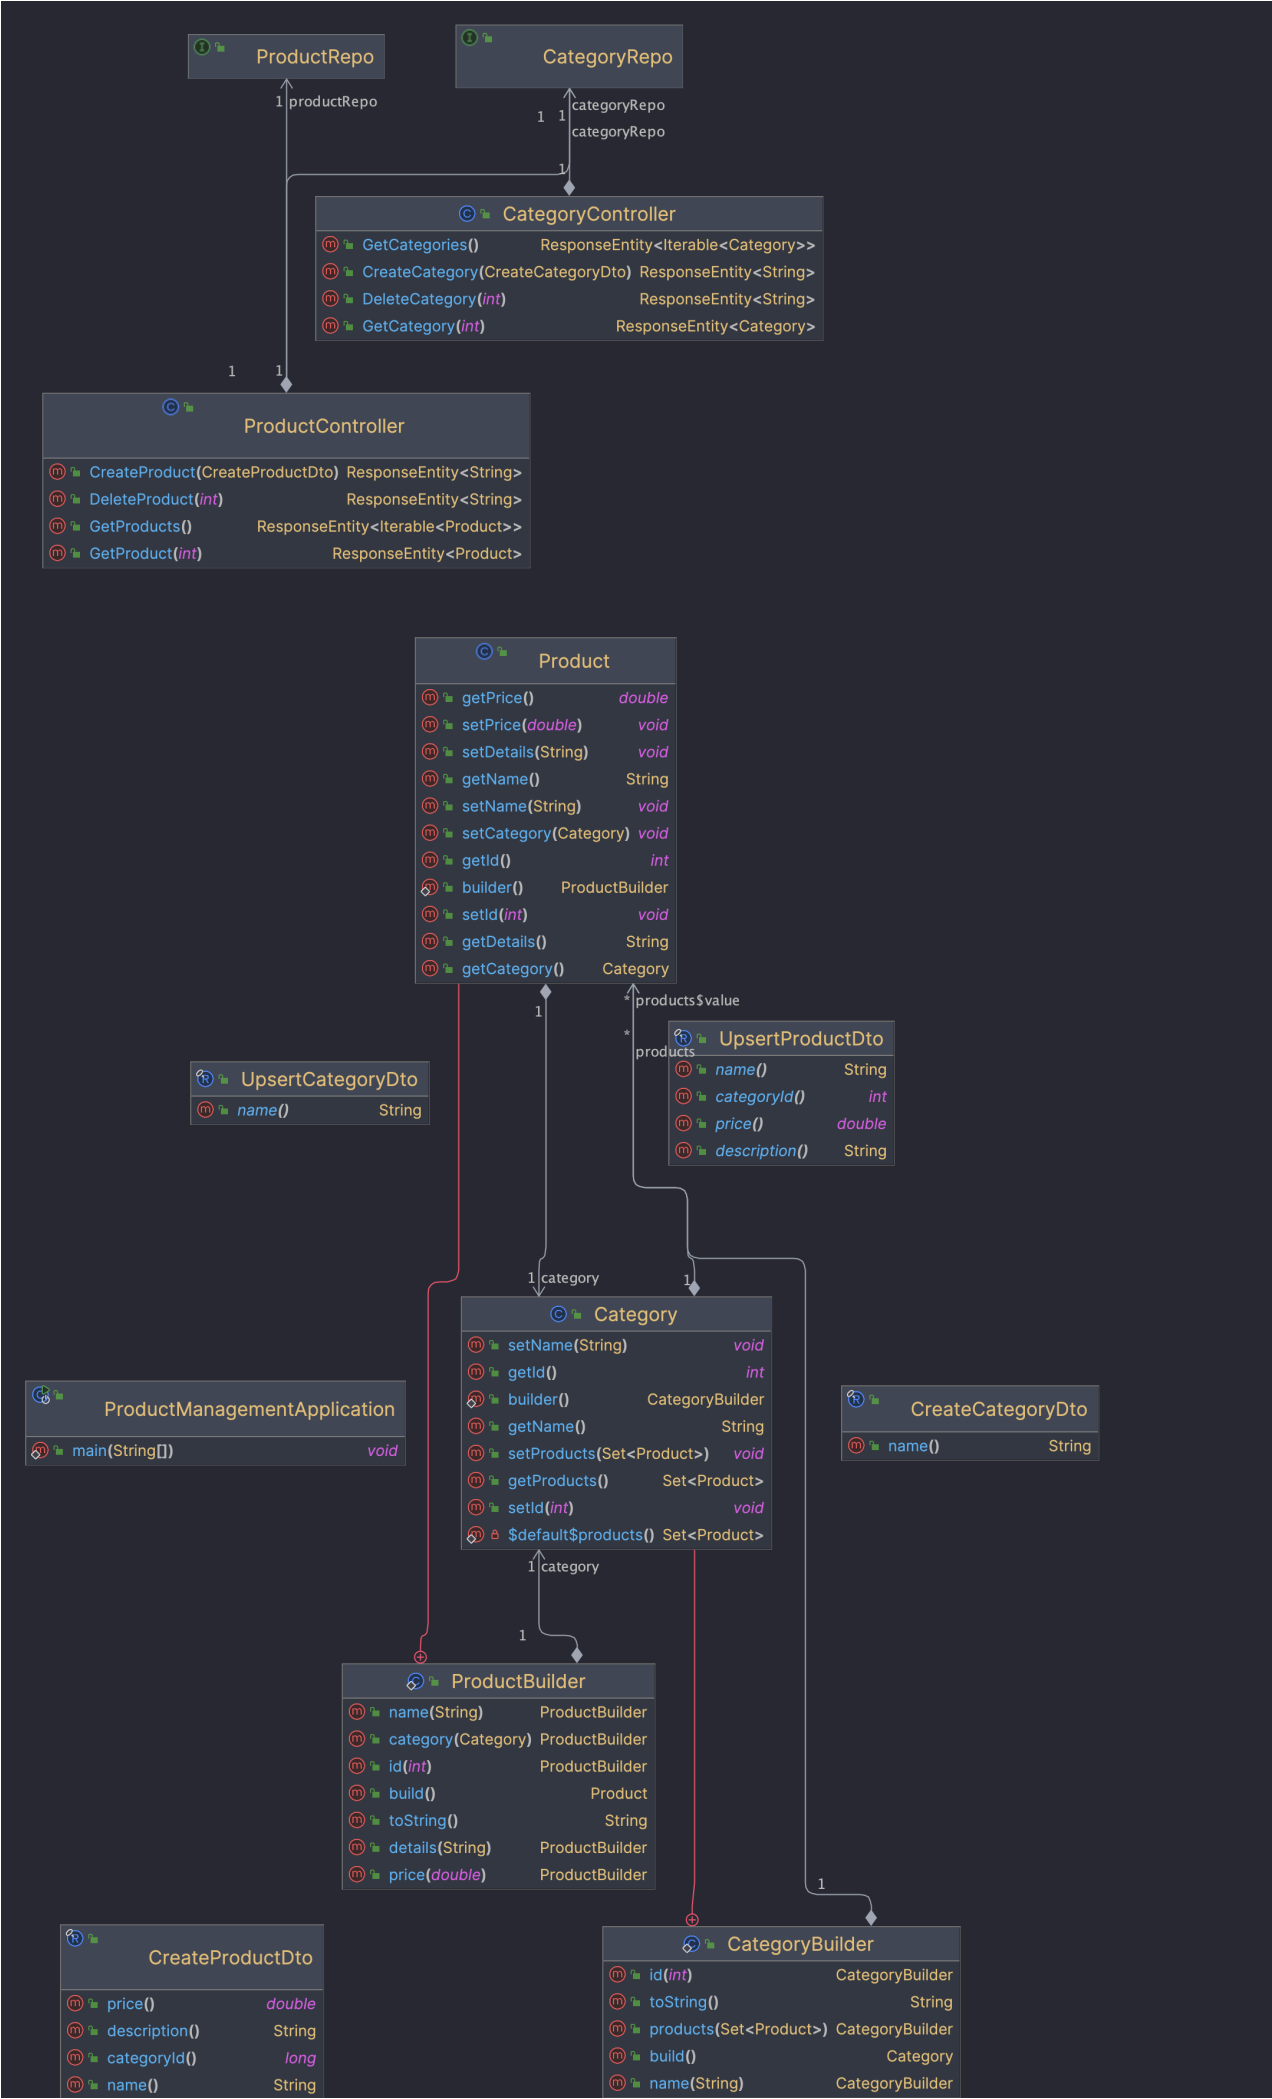 ProductRepo
CategoryRepo
1 productRepo
categoryRepo
1 1
categoryRepo
1
CategoryController
GetCategories() ResponseEntity<Iterable<Category>>
CreateCategory(CreateCategoryDto) ResponseEntity<String>
DeleteCategory(int) ResponseEntity<String>
GetCategory(int) ResponseEntity<Category>
1 1
ProductController
CreateProduct(CreateProductDto) ResponseEntity<String>
DeleteProduct(int) ResponseEntity<String>
GetProducts() ResponseEntity<Iterable<Product>>
GetProduct(int) ResponseEntity<Product>
Product
getPrice() double
setPrice(double) void
setDetails(String) void
getName() String
setName(String) void
setCategory(Category) void
getId() int
builder() ProductBuilder
setId(int) void
getDetails() String
getCategory() Category
1
* products$value
*
products
UpsertProductDto
name() String
categoryId() int
price() double
description() String
UpsertCategoryDto
name() String
1 category
1
Category
setName(String) void
getId() int
builder() CategoryBuilder
getName() String
setProducts(Set<Product>) void
getProducts() Set<Product>
setId(int) void
$default$products() Set<Product>
ProductManagementApplication
main(String[]) void
CreateCategoryDto
name() String
1 category
1
ProductBuilder
name(String) ProductBuilder
category(Category) ProductBuilder
id(int) ProductBuilder
build() Product
toString() String
details(String) ProductBuilder
price(double) ProductBuilder
1
CreateProductDto
price() double
description() String
categoryId() long
name() String
CategoryBuilder
id(int) CategoryBuilder
toString() String
products(Set<Product>) CategoryBuilder
build() Category
name(String) CategoryBuilder